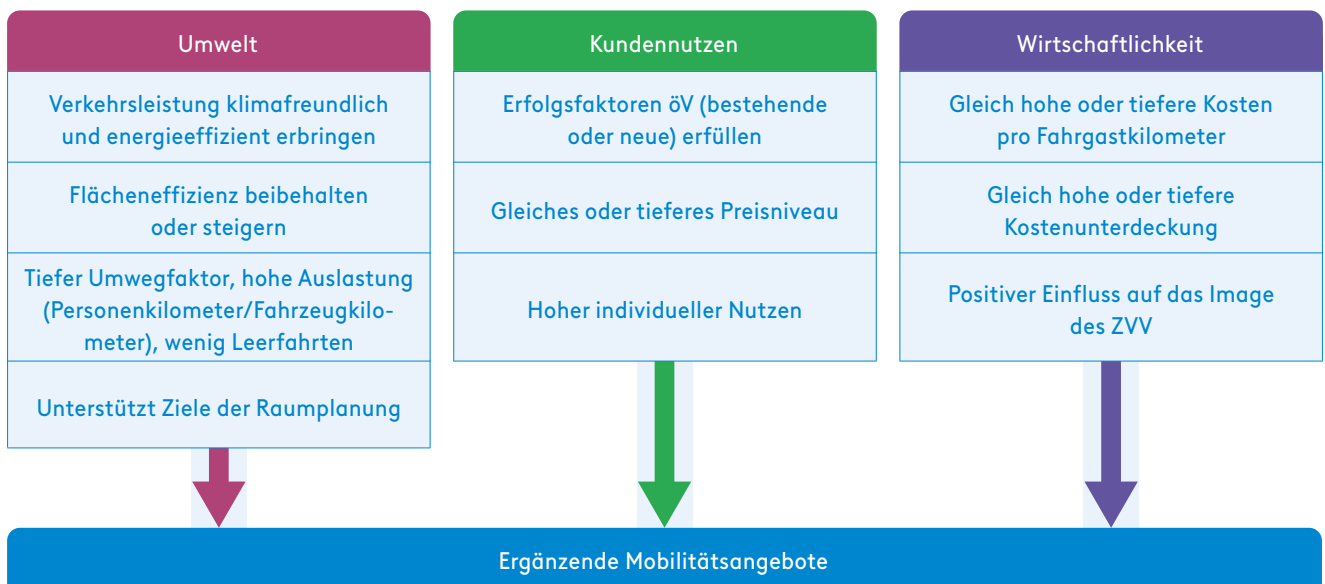 Umwelt
Verkehrsleistung klimafreundlich
und energieeffizient erbringen
Flächeneffizienz beibehalten
oder steigern
Tiefer Umwegfaktor, hohe Auslastung
(Personenkilometer/Fahrzeugkilo-
meter), wenig Leerfahrten
Unterstützt Ziele der Raumplanung
Kundennutzen
Erfolgsfaktoren öV (bestehende
oder neue) erfüllen
Gleiches oder tieferes Preisniveau
Hoher individueller Nutzen
Wirtschaftlichkeit
Gleich hohe oder tiefere Kosten
pro Fahrgastkilometer
Gleich hohe oder tiefere
Kostenunterdeckung
Positiver Einfluss auf das Image
des ZVV
Ergänzende Mobilitätsangebote